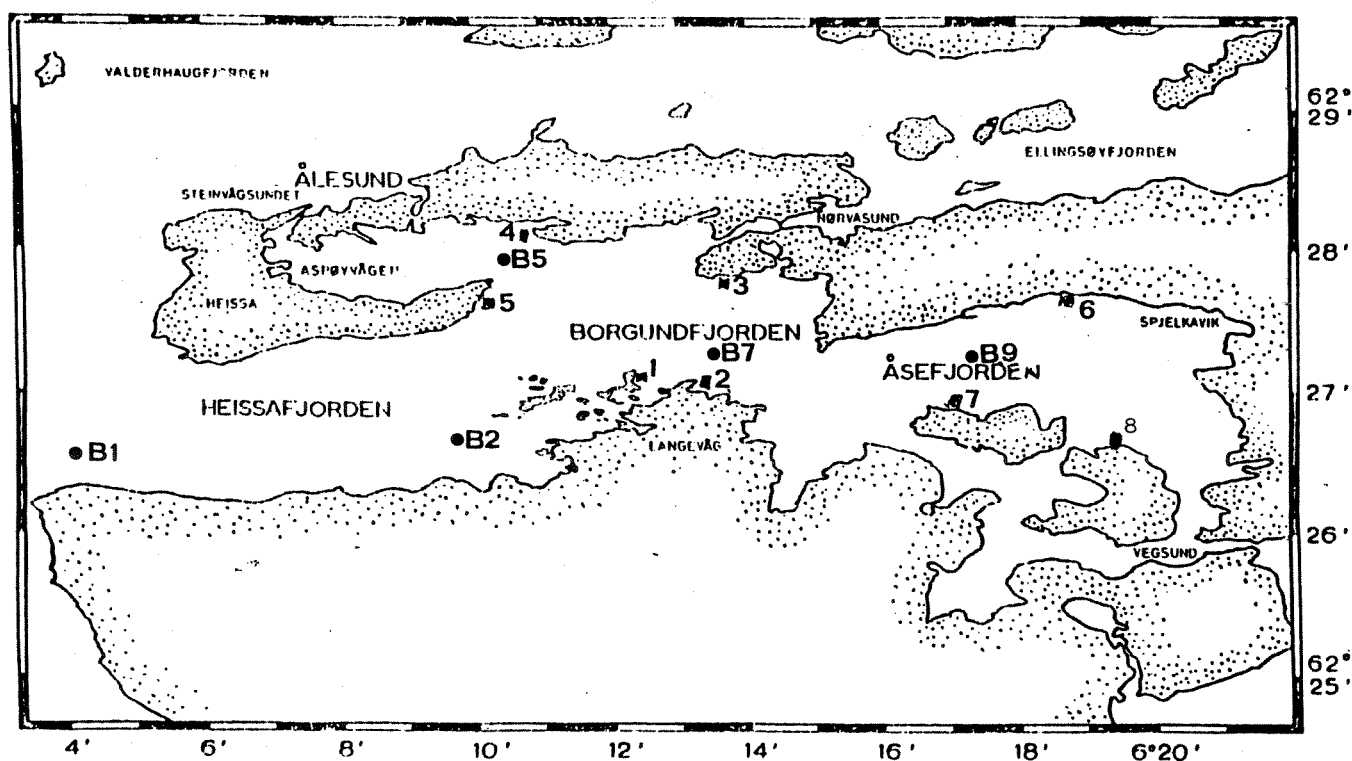 VALDERHAUGFJORDEN
62°
29'
ELLINGSØYFJORDEN
ÅLESUND
STEINVÅGSUNDET
NØRVASUND
4
B5
28'
ASPØYVÅGEN
3
HEISSA
5
6
SPJELKAVIK
BORGUNDFJORDEN
B7
B9
ÅSEFJORDEN
1
2
27'
7
HEISSAFJORDEN
8
B2
LANGEVÅG
B1
26'
VEGSUND
62°
25'
4' 6' 8' 10' 12' 14' 16' 18' 6°20'